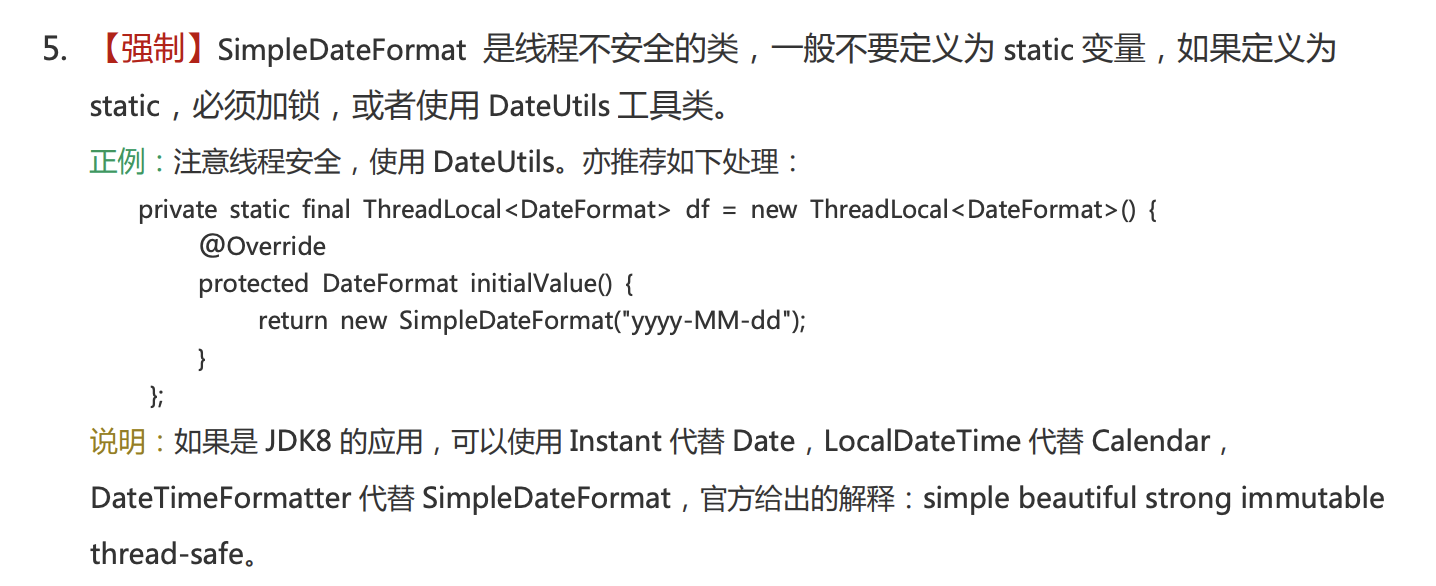 5. 【强制】SimpleDateFormat 是线程不安全的类，一般不要定义为 static 变量，如果定义为
static，必须加锁，或者使用 DateUtils 工具类。
正例：注意线程安全，使用 DateUtils。亦推荐如下处理：
private static final ThreadLocal<DateFormat> df = new ThreadLocal<DateFormat>() {
@Override
protected DateFormat initialValue() {
return new SimpleDateFormat("yyyy-MM-dd");
}
};
说明：如果是 JDK8 的应用，可以使用 Instant 代替 Date，LocalDateTime 代替 Calendar，
DateTimeFormatter 代替 SimpleDateFormat，官方给出的解释：simple beautiful strong immutable
thread-safe。